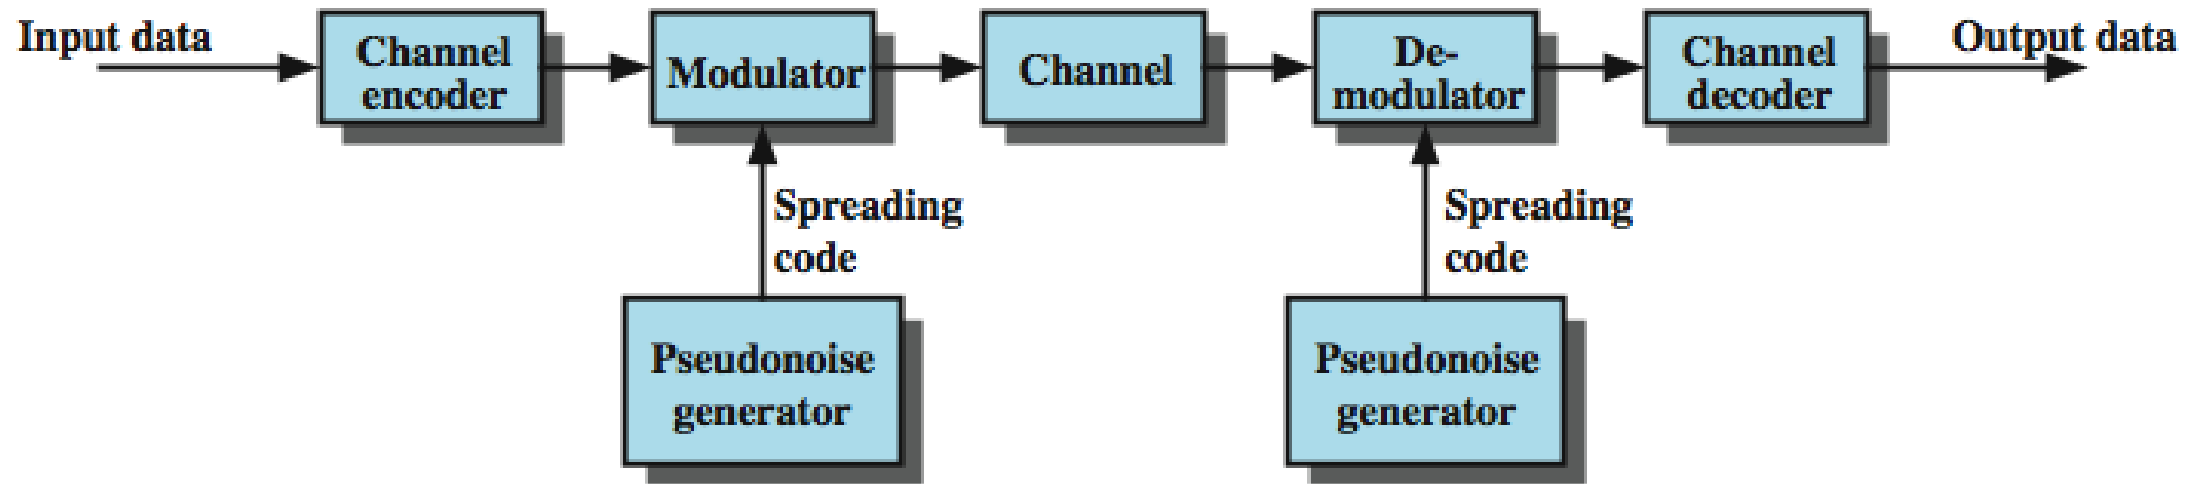 Input data
Channel
encoder
Modulator
Channel
De-
modulator
Channel
decoder
Output data
Spreading
code
Spreading
code
Pseudonoise
generator
Pseudonoise
generator